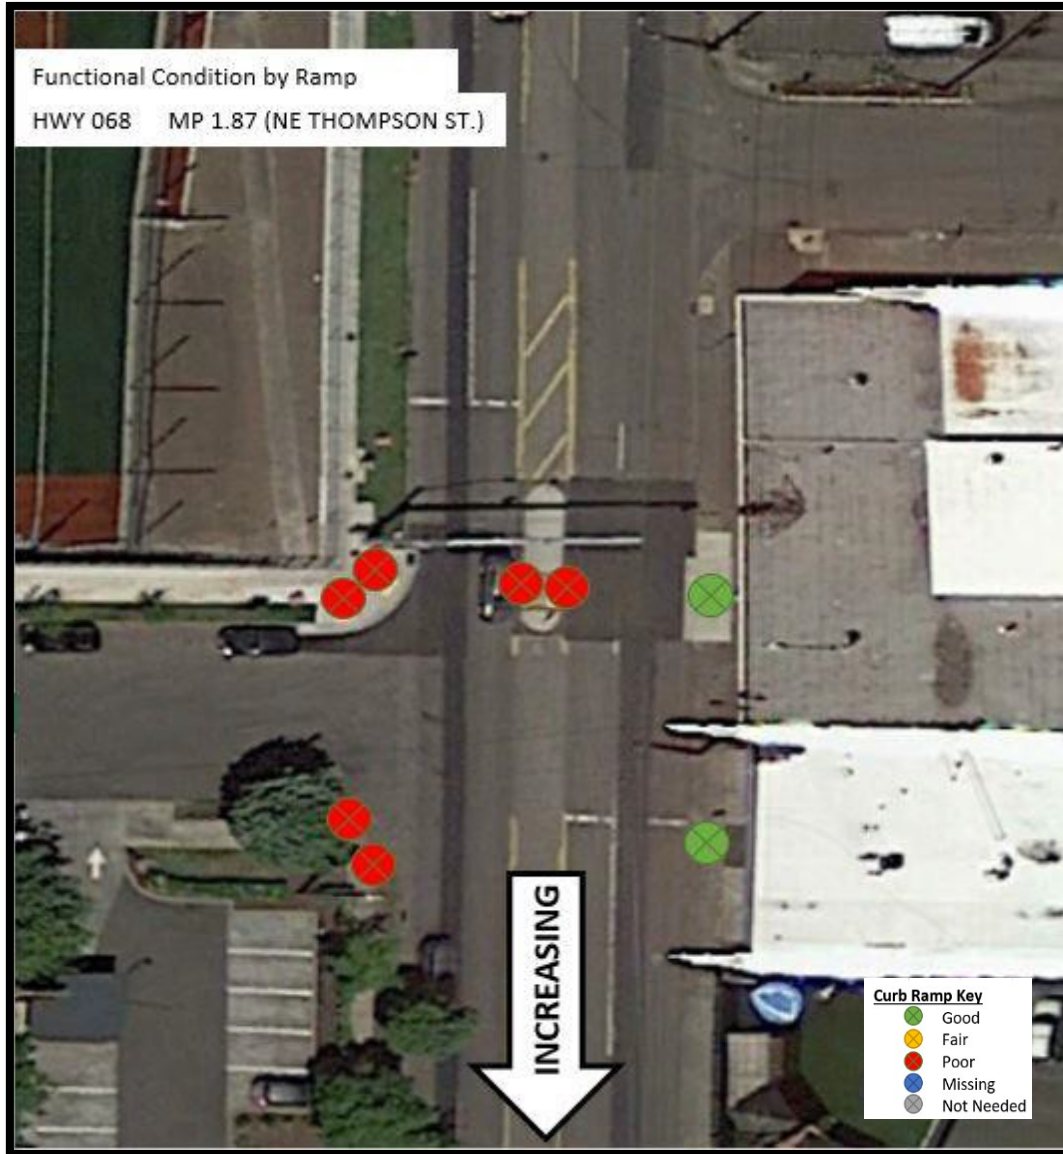 Functional Condition by Ramp
HWY 068 MP 1.87 (NE THOMPSON ST.)
INCREASING
Curb Ramp Key
Good
Fair
Poor
Missing
Not Needed